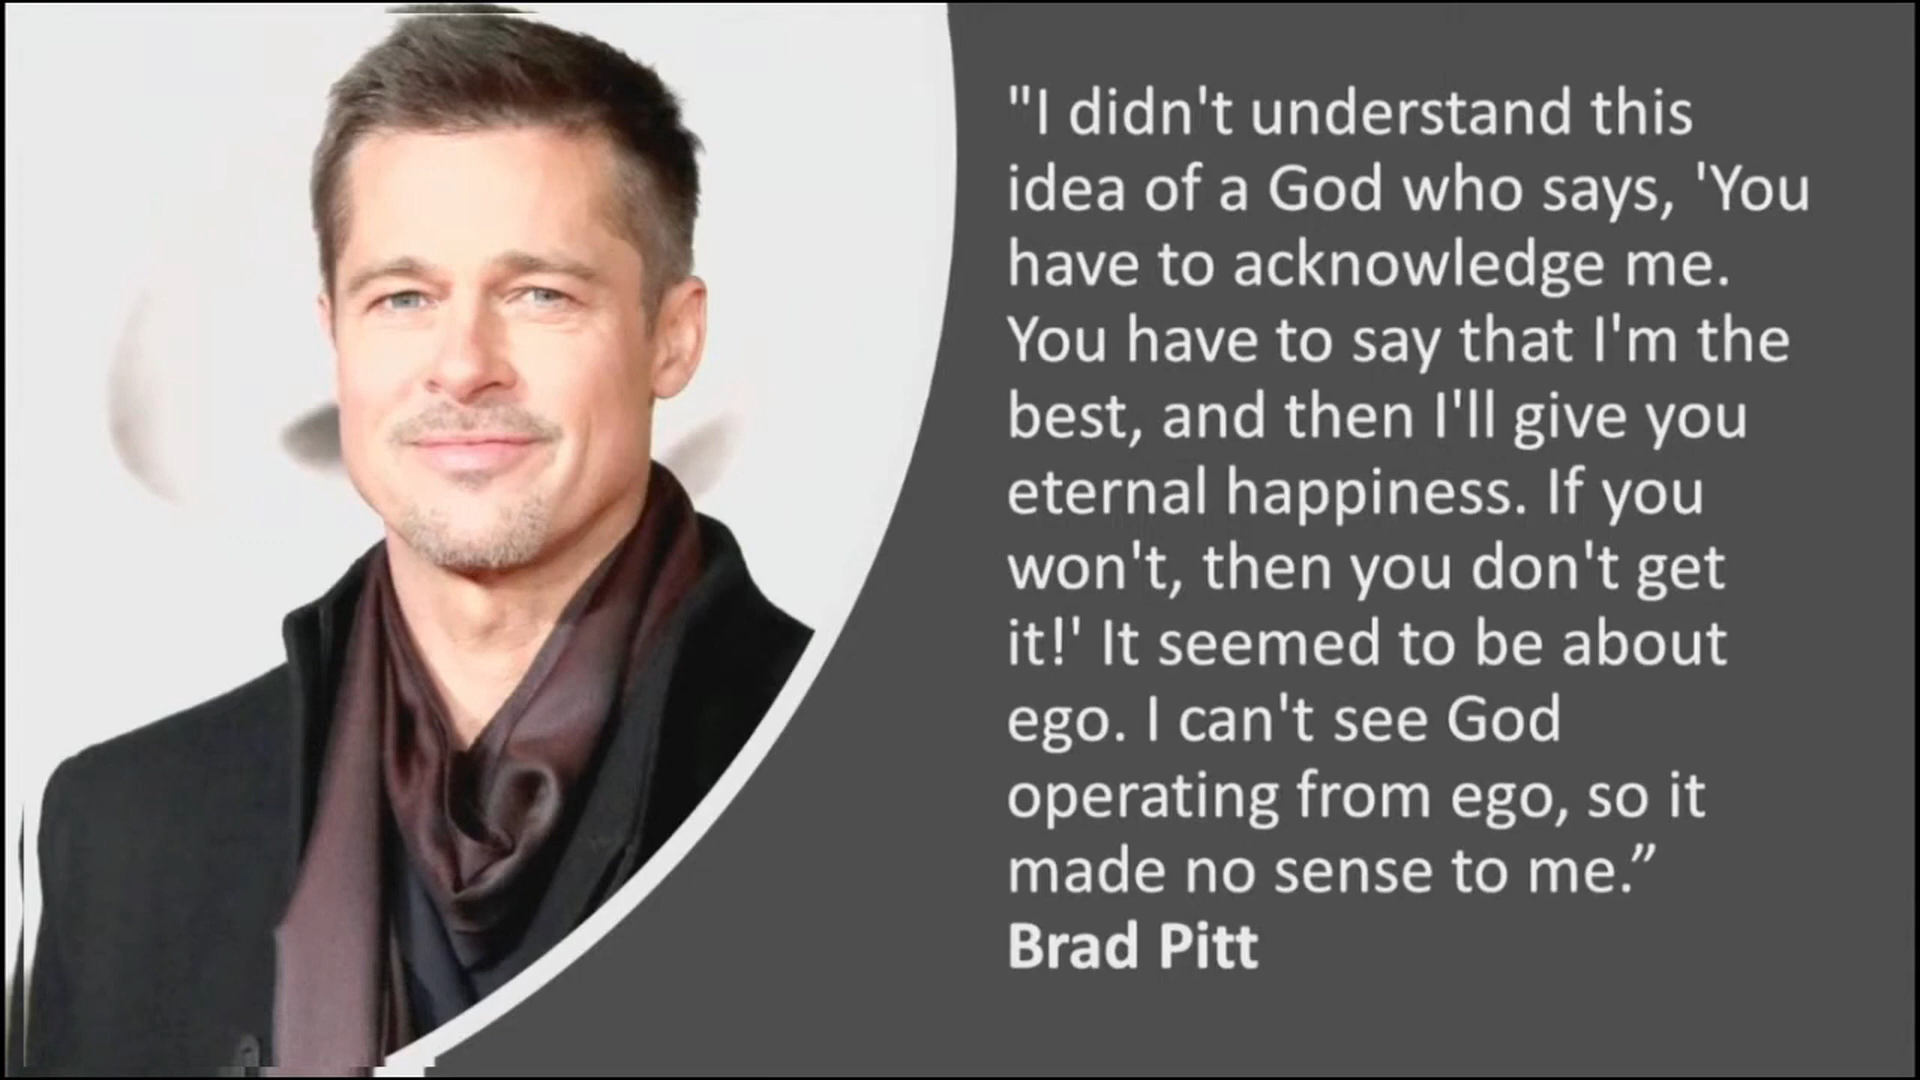 "I didn't understand this
idea of a God who says, 'You
have to acknowledge me.
You have to say that I'm the
best, and then I'll give you
eternal happiness. If you
won't, then you don't get
it!' It seemed to be about
ego. I can't see God
operating from ego, so it
made no sense to me.”
Brad Pitt